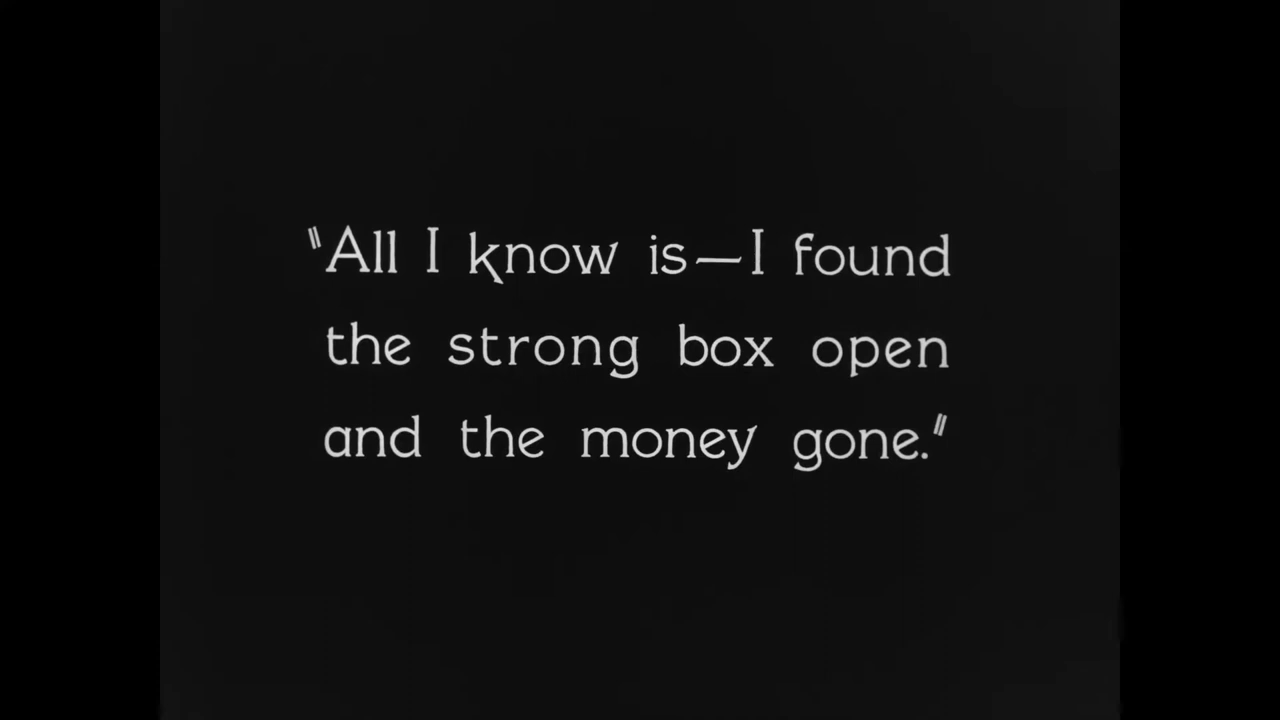 "All I know is—I found
the strong box open
and the money gone."